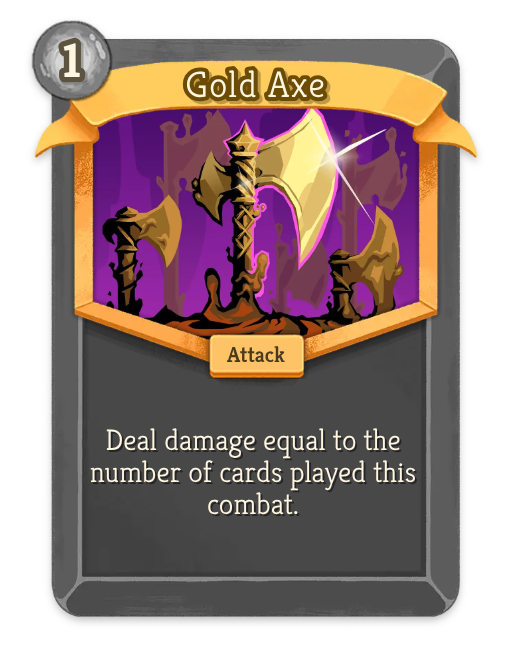 1
Gold Axe
Attack
Deal damage equal to the
number of cards played this
combat.